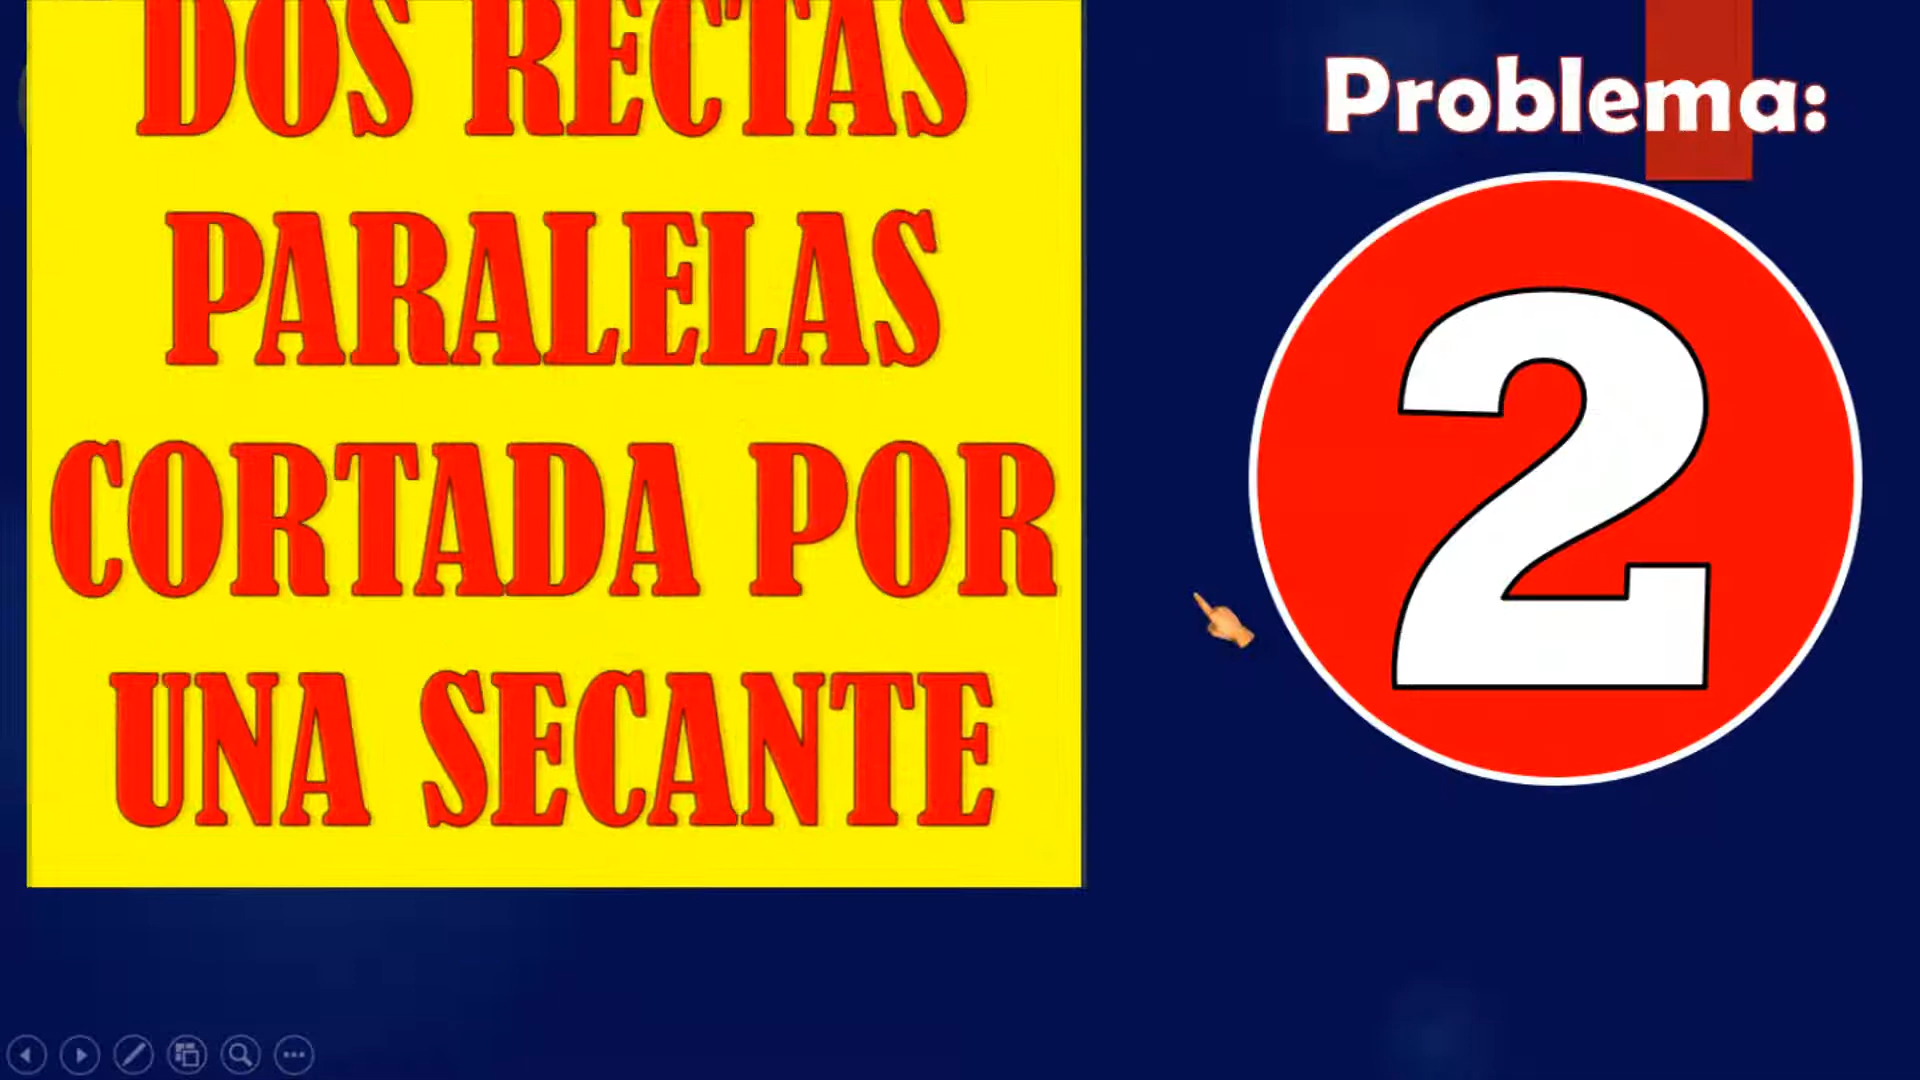 DOS RECTAS
PARALELAS
CORTADA POR
UNA SECANTE
Problema:
2